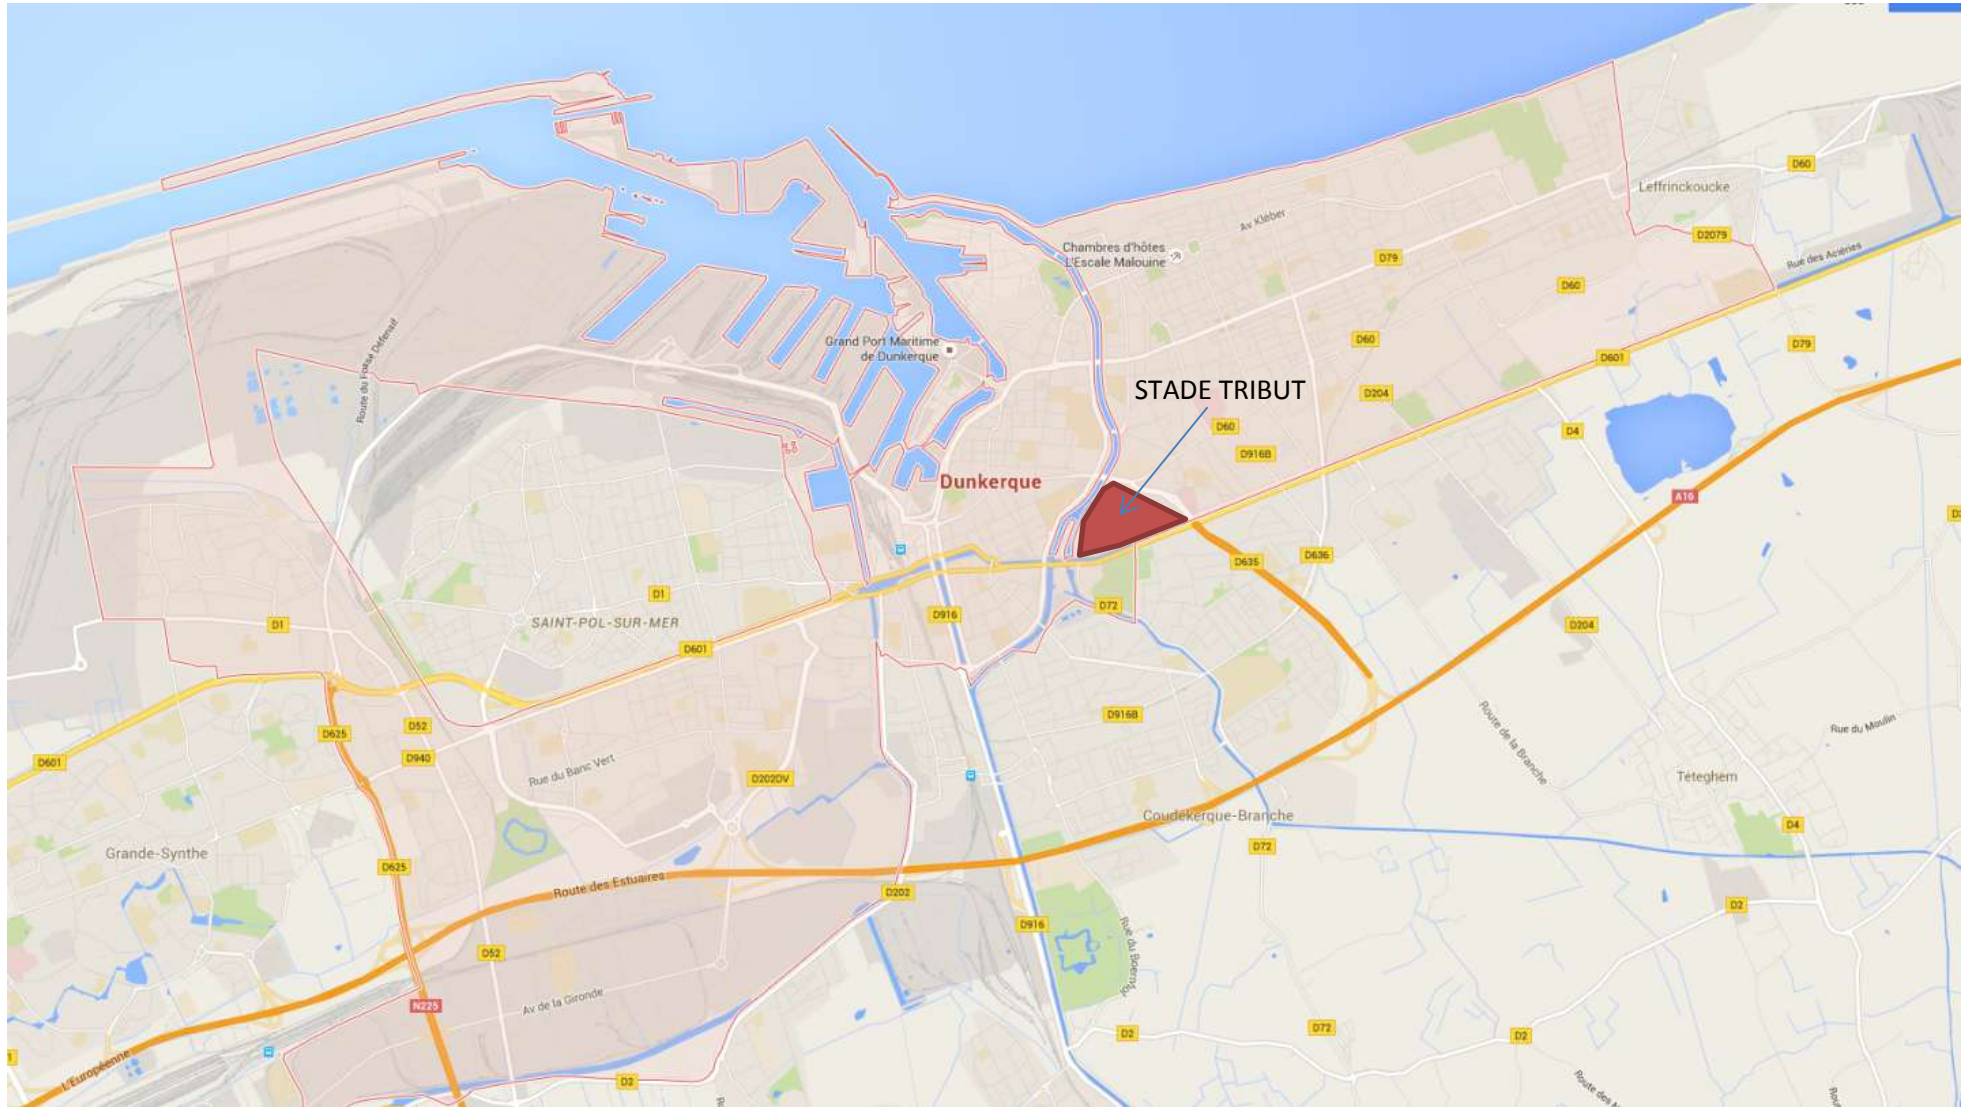 D60
Leffrinckoucke
Av Kléber
D2079
Chambres d'hôtes
L'Escale Malouine
D79
Rue des Aciéries
D60
Route du Fossé Défensif
Grand Port Maritime
de Dunkerque
D60
D79
D601
STADE TRIBUT
D204
D60
D4
D916B
Dunkerque
A16
D635
D636
D1
D72
D916
D1
SAINT-POL-SUR-MER
D204
D601
D916B
Route de la Branche
D52
Rue du Moulin
D625
D940
D601
Rue du Banc Vert
D202DV
Teteghem
Coudekerque-Branche
D4
Grande-Synthe
D72
D625
Route des Estuaires
D202
D2
D916
Rue du Boernhol
D52
Av de la Gironde
N225
D72
D2
D2
L'Européenne
D2